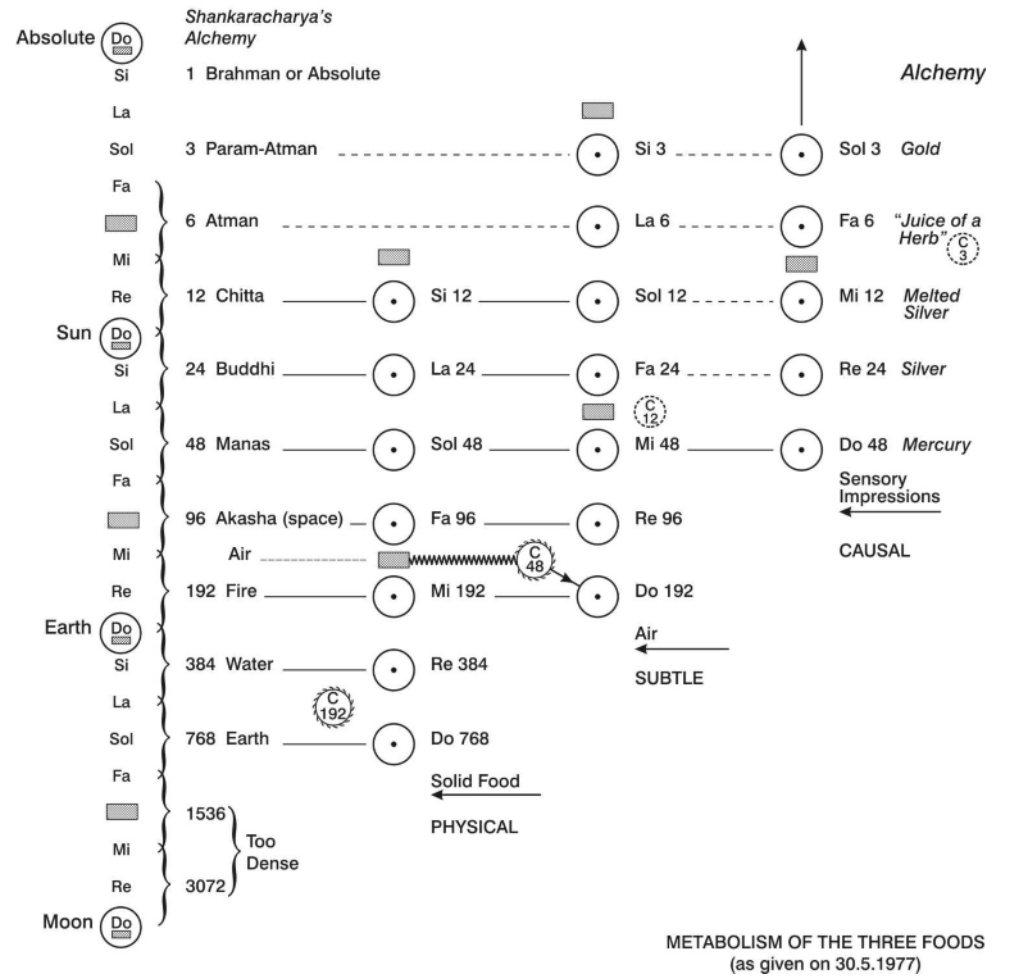 Shankaracharya's
Alchemy
Absolute Do
Si 1 Brahman or Absolute Alchemy
La
Sol 3 Param-Atman Si 3 Sol 3 Gold
Fa
6 Atman La 6 Fa 6 "Juice of a
Herb" C
3
Mi
Re 12 Chitta Si 12 Sol 12 Mi 12 Melted
Silver
Sun Do
Si 24 Buddhi La 24 Fa 24 Re 24 Silver
La C
12
Sol 48 Manas Sol 48 Mi 48 Do 48 Mercury
Fa Sensory
Impressions
96 Akasha (space) Fa 96 Re 96
CAUSAL
Mi Air C
48
Re 192 Fire Mi 192 Do 192
Earth Do Air
Si 384 Water Re 384
SUBTLE
La C
192
Sol 768 Earth Do 768
Fa Solid Food
1536 PHYSICAL
Mi Too
Dense
Re 3072
Moon Do
METABOLISM OF THE THREE FOODS
(as given on 30.5.1977)